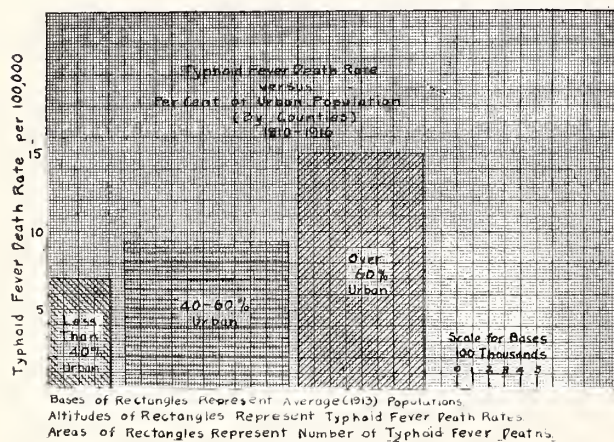 Typhoid Fever Death Rate
versus
Per Cent of Urban Population
(By Counties)
1910-1916
Typhoid Fever Death Rate per 100,000
15
10
5
Less
Than
40%
Urban
40-60%
Urban
Over
60%
Urban
Scale for Bases
100 Thousands
0 1 2 3 4 5
Bases of Rectangles Represent Average (1913) Populations.
Altitudes of Rectangles Represent Typhoid Fever Death Rates.
Areas of Rectangles Represent Number of Typhoid Fever Deaths.